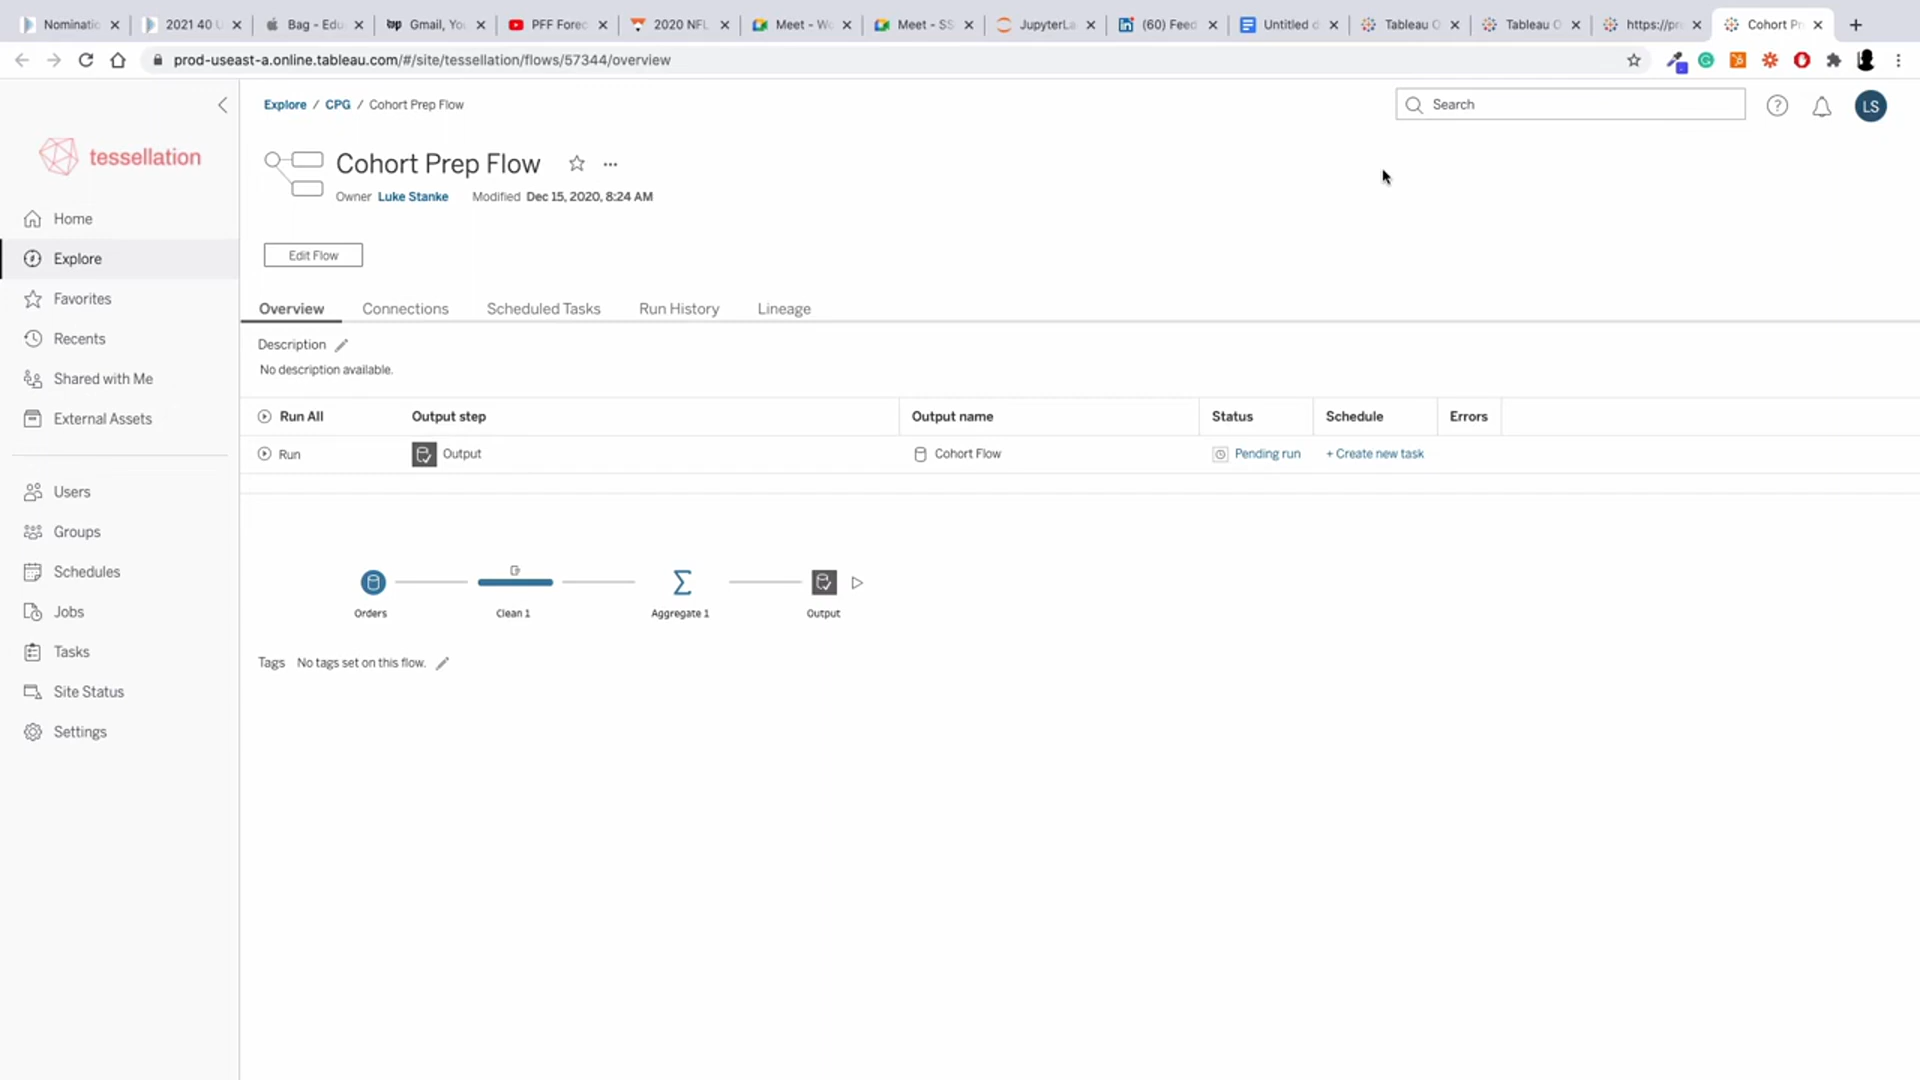 Nominatic
2021 40 U
Bag - Edu
Gmail, You
PFF Forec
2020 NFL
Meet - Wo
Meet - SS
JupyterLa
(60) Feed
Untitled d
Tableau O
Tableau O
https://pr
Cohort Pr
prod-useast-a.online.tableau.com/#/site/tessellation/flows/57344/overview
Explore / CPG / Cohort Prep Flow
Search
LS
tessellation
Cohort Prep Flow
Owner Luke Stanke Modified Dec 15, 2020, 8:24 AM
Edit Flow
Home
Explore
Favorites
Recents
Shared with Me
External Assets
Users
Groups
Schedules
Jobs
Tasks
Site Status
Settings
Overview Connections Scheduled Tasks Run History Lineage
Description
No description available.
Run All Output step Output name Status Schedule Errors
Run Output Cohort Flow Pending run + Create new task
Orders Clean 1 Aggregate 1 Output
Tags No tags set on this flow.